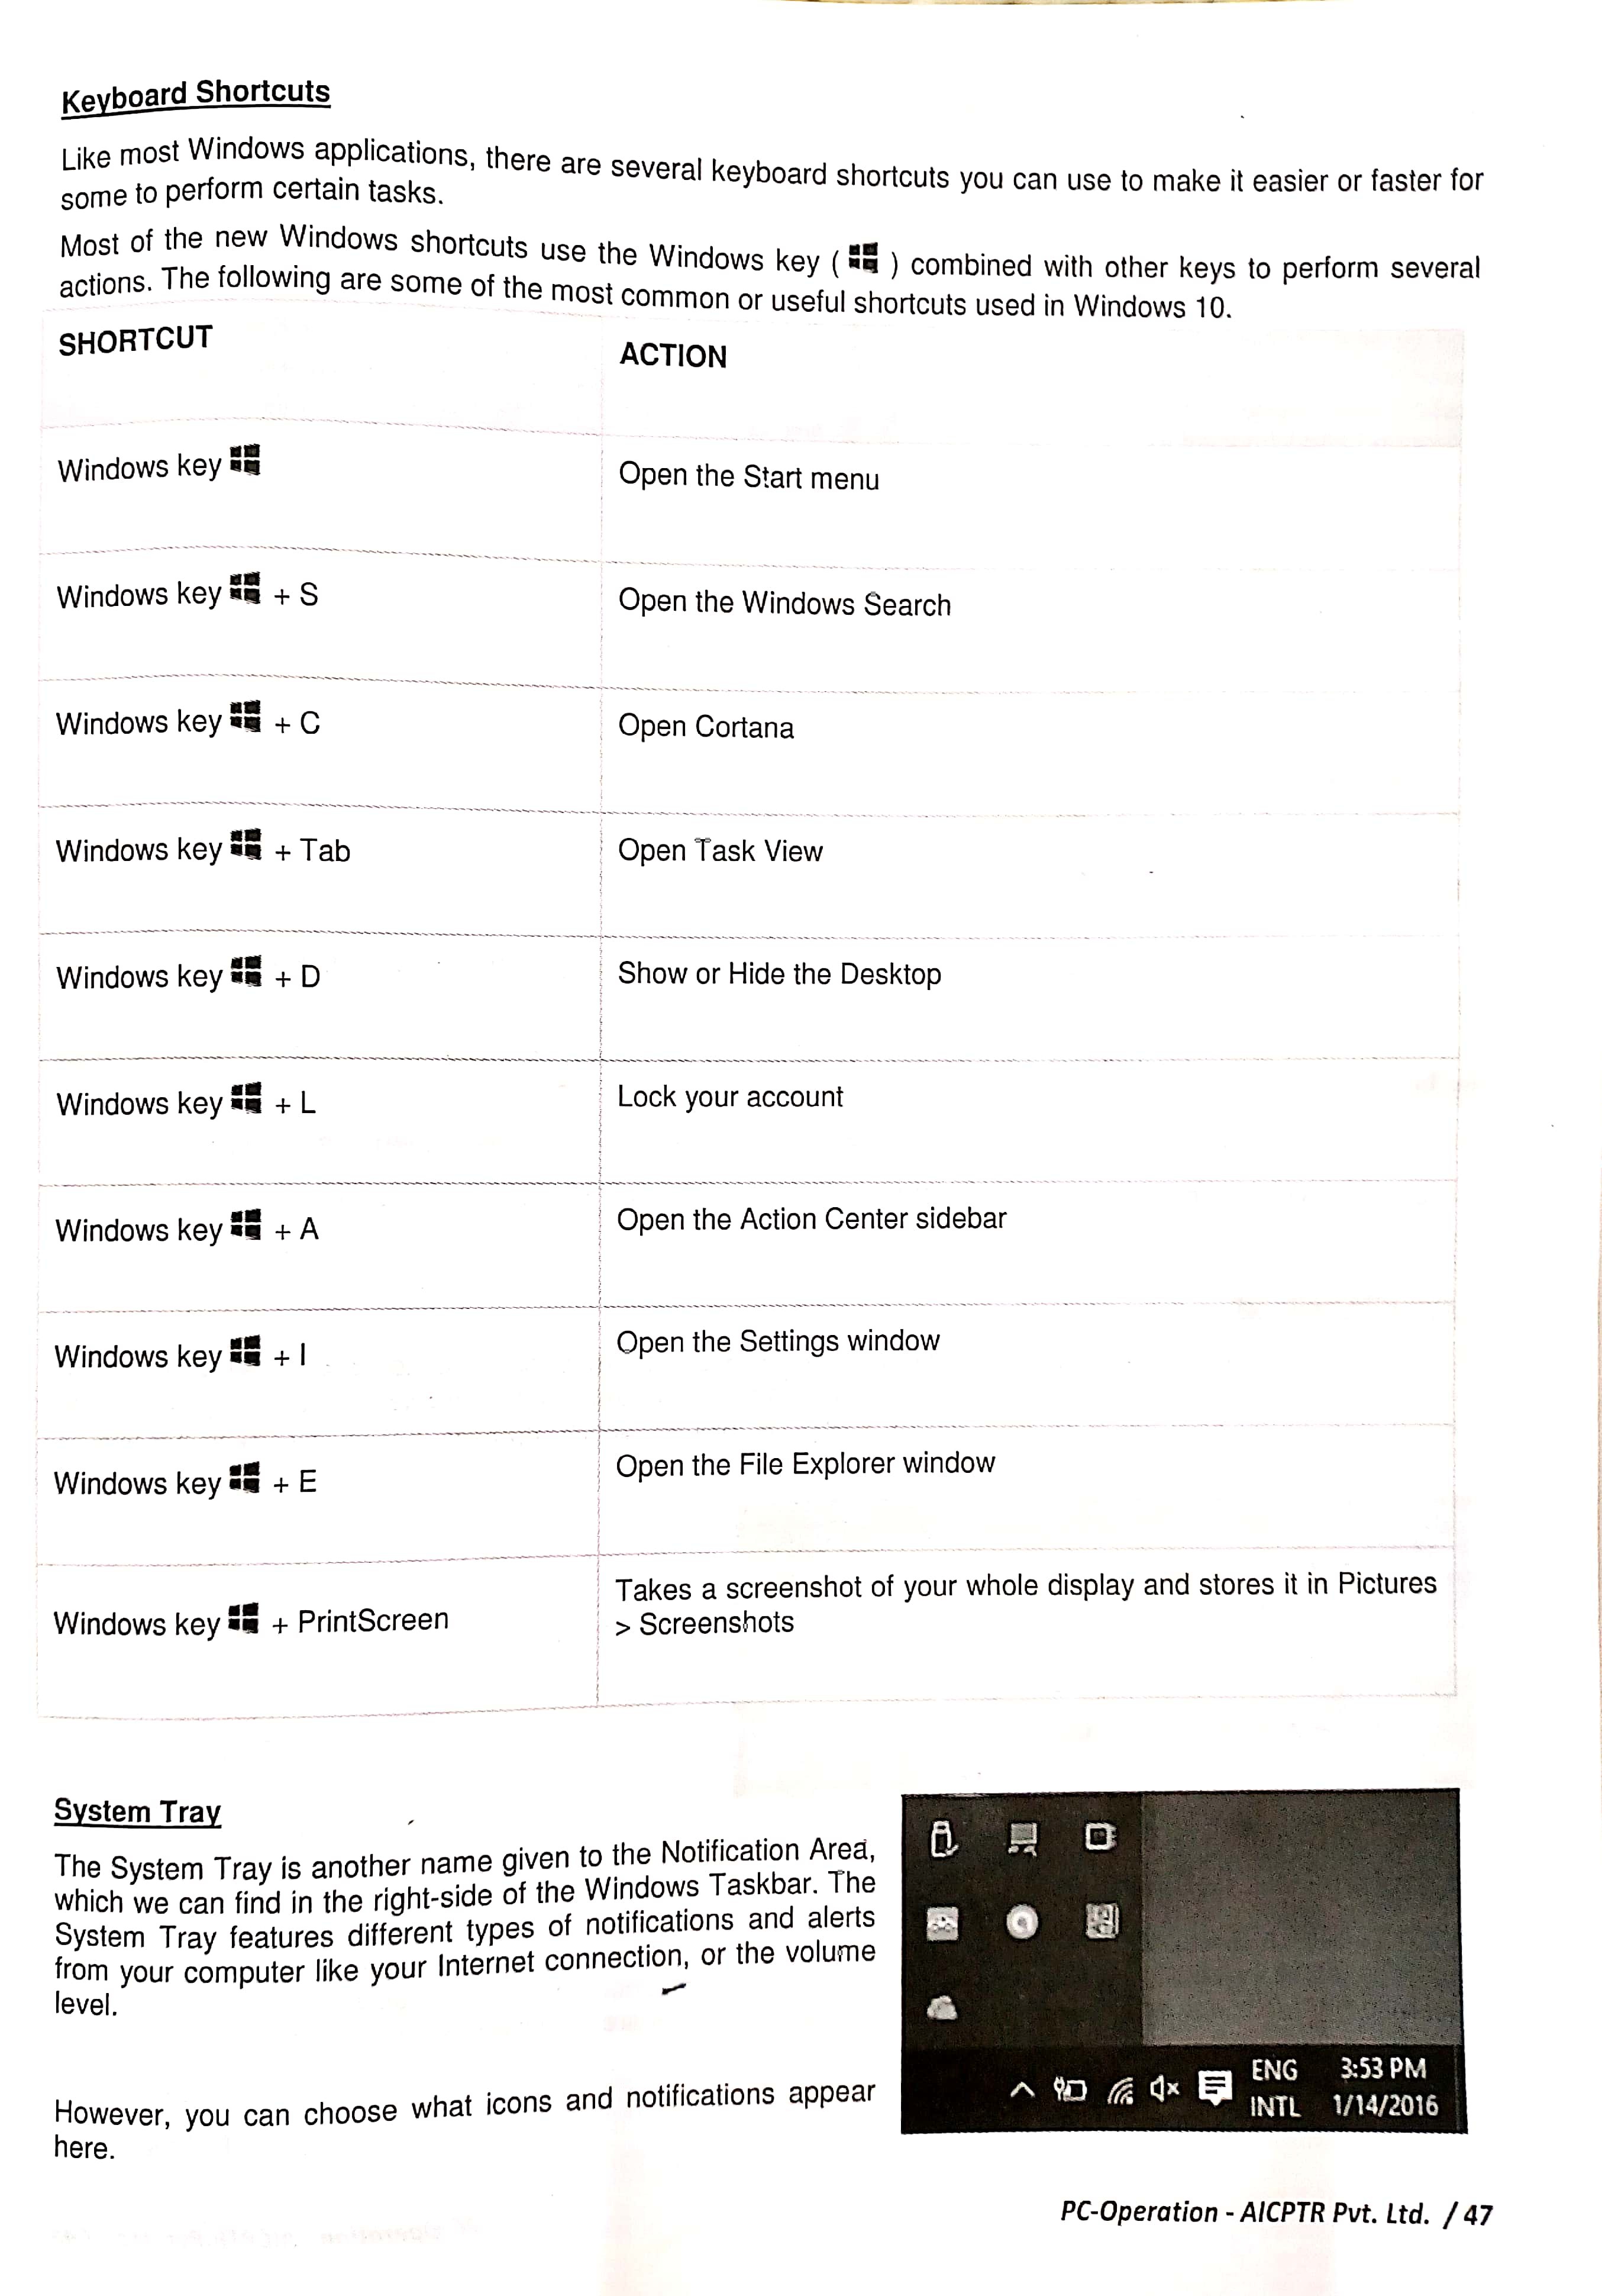 Keyboard Shortcuts
Like most Windows applications, there are several keyboard shortcuts you can use to make it easier or faster for
some to perform certain tasks.
Most of the new Windows shortcuts use the Windows key ( ) combined with other keys to perform several
actions. The following are some of the most common or useful shortcuts used in Windows 10.
SHORTCUT ACTION
Windows key Open the Start menu
Windows key + S Open the Windows Search
Windows key + C Open Cortana
Windows key + Tab Open Task View
Windows key + D Show or Hide the Desktop
Windows key + L Lock your account
Windows key + A Open the Action Center sidebar
Windows key + I Open the Settings window
Windows key + E Open the File Explorer window
Windows key + PrintScreen Takes a screenshot of your whole display and stores it in Pictures
> Screenshots
System Tray
The System Tray is another name given to the Notification Area,
which we can find in the right-side of the Windows Taskbar. The
System Tray features different types of notifications and alerts
from your computer like your Internet connection, or the volume
level.
However, you can choose what icons and notifications appear
here.
ENG 3:53 PM
INTL 1/14/2016
PC-Operation - AICPTR Pvt. Ltd. / 47